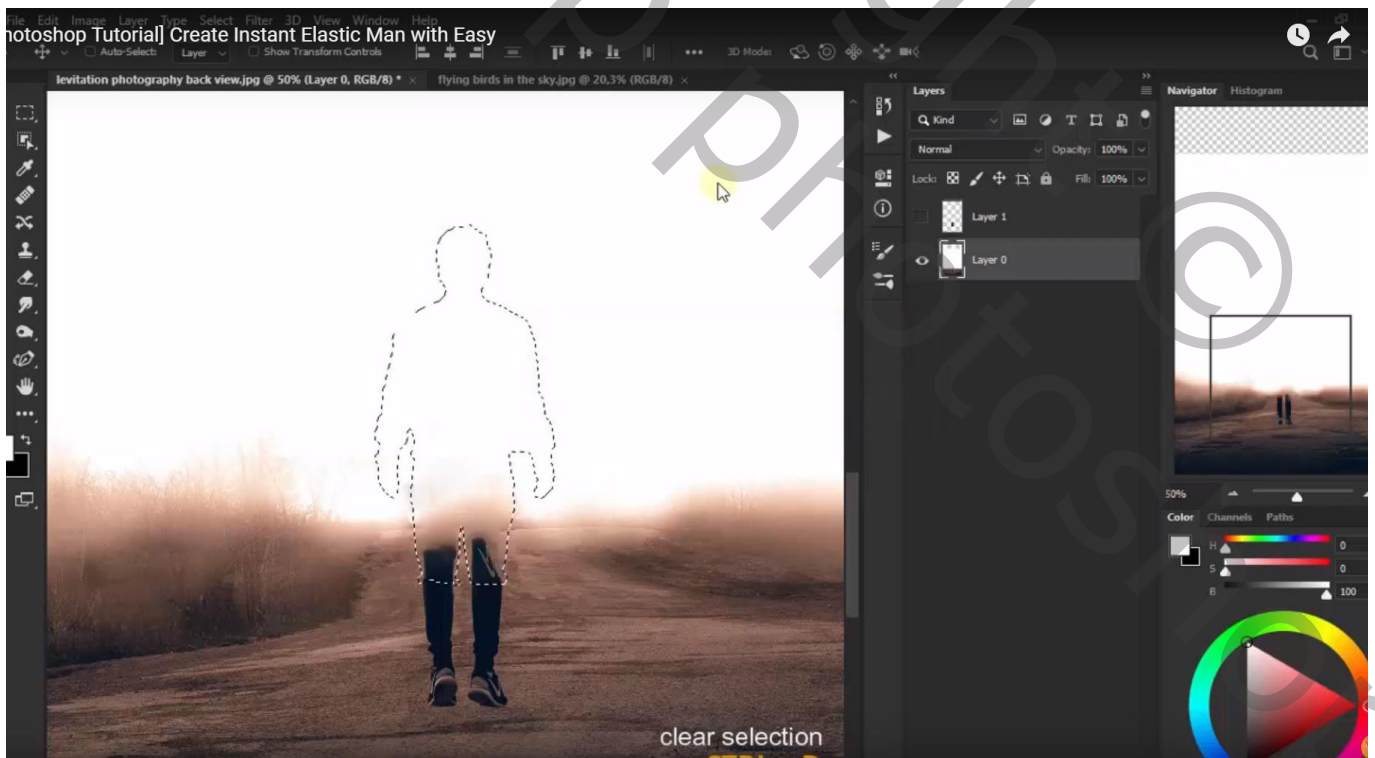 File Edit Image Layer Type Select Filter 3D View Window Help
hotoshop Tutorial] Create Instant Elastic Man with Easy
Auto-Select: Layer Show Transform Controls 3D Mode:
levitation photography back view.jpg @ 50% (Layer 0, RGB/8) * × flying birds in the sky.jpg @ 20,3% (RGB/8) ×
Layers
Kind
Normal Opacity: 100%
Lock: Fill: 100%
Layer 1
Layer 0
Navigator Histogram
50%
Color Channels Paths
H 0
S 0
B 100
clear selection
photos
©